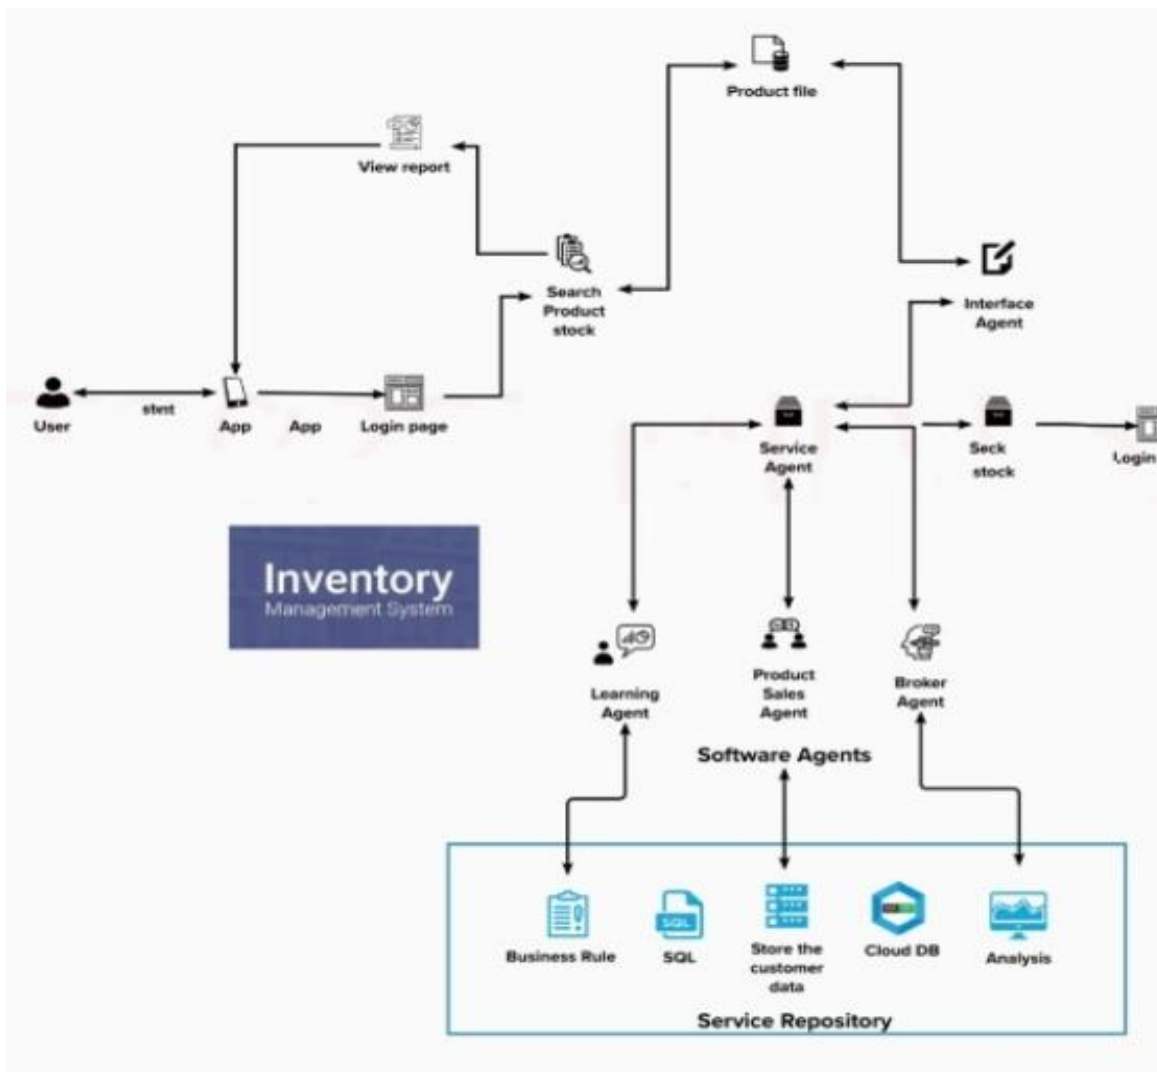 Product file
View report
Search
Product
stock
Interface
Agent
User
stmt
App
App
Login page
Service
Agent
Seck
stock
Login
Inventory
Management System
Learning
Agent
Product
Sales
Agent
Broker
Agent
Software Agents
Business Rule
SQL
SQL
Store the
customer
data
Cloud DB
Analysis
Service Repository